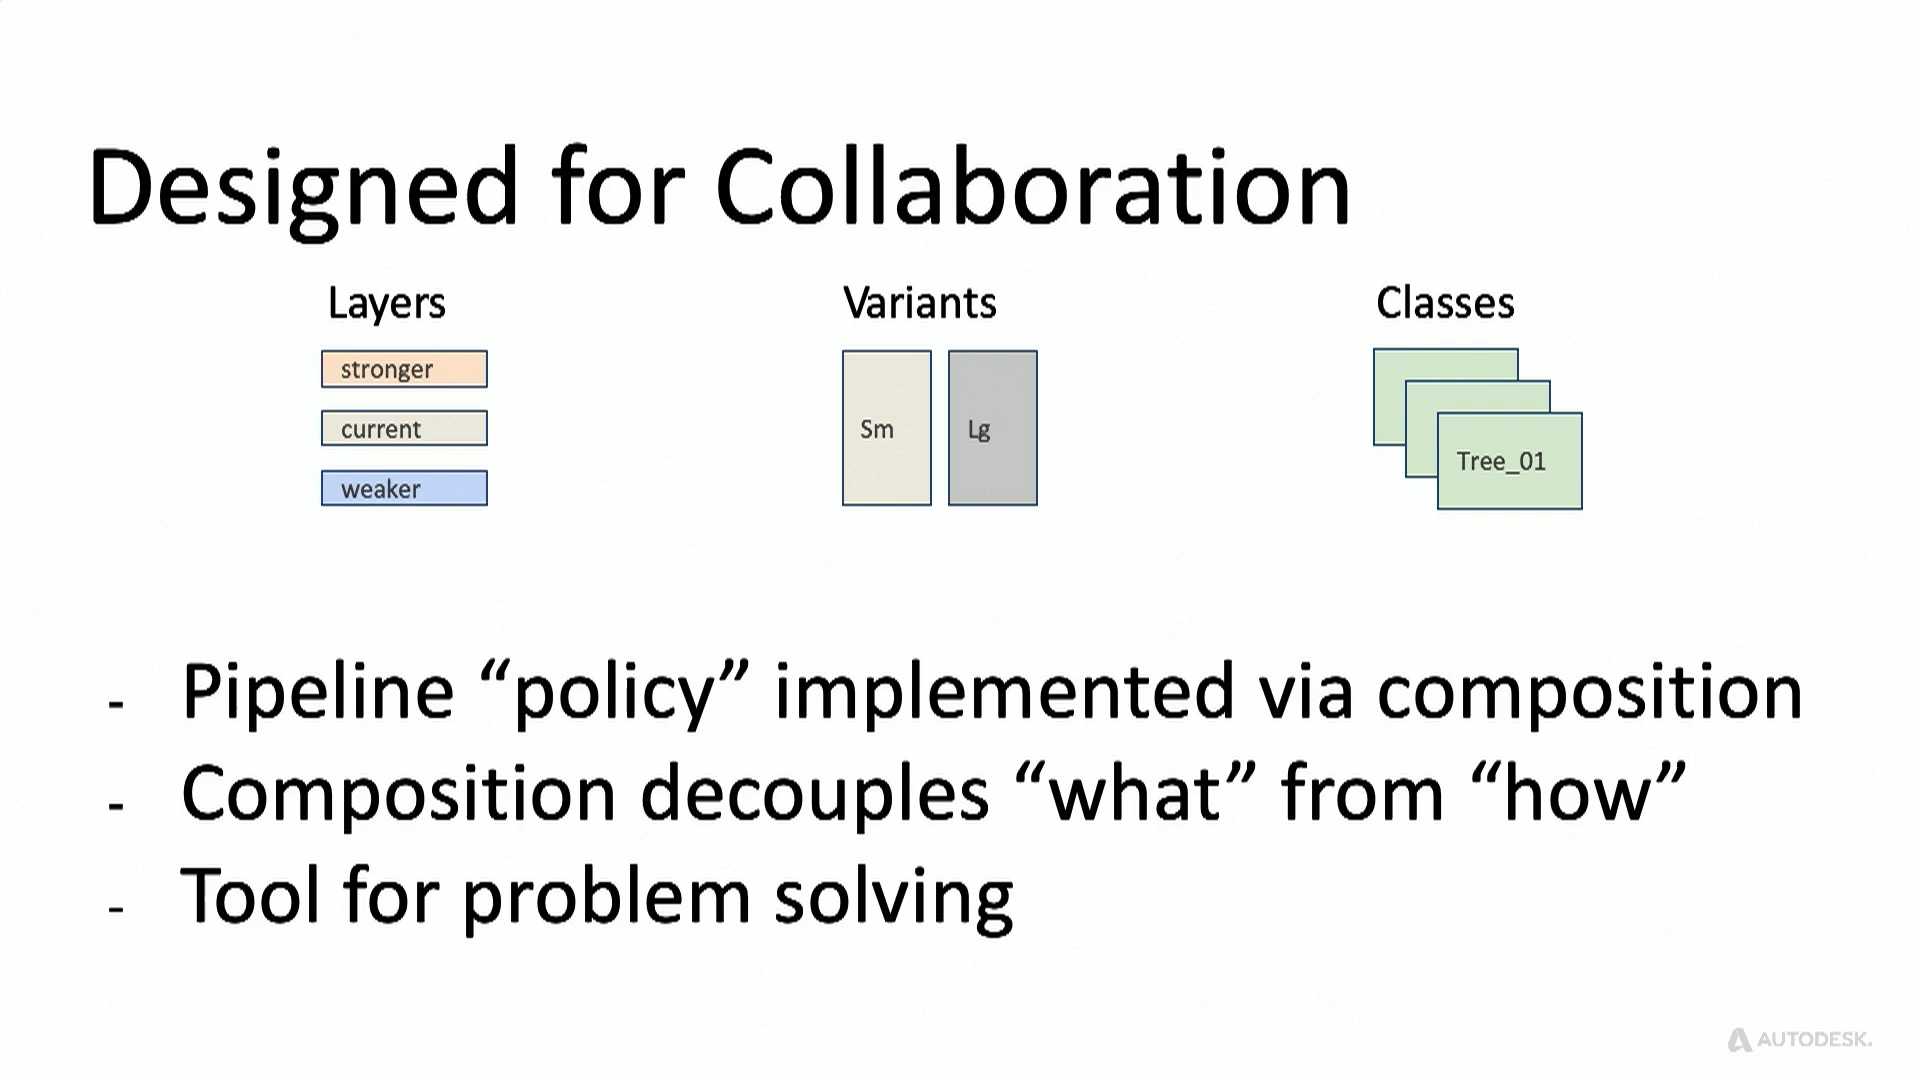 Designed for Collaboration
Layers
Variants
Classes
stronger
current
weaker
Sm
Lg
Tree_01
- Pipeline “policy” implemented via composition
- Composition decouples “what” from “how”
- Tool for problem solving
AUTODESK.